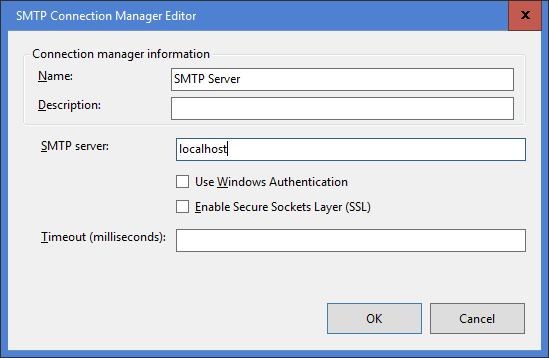 SMTP Connection Manager Editor
x
Connection manager information
Name:
SMTP Server
Description:
SMTP server:
localhost
Use Windows Authentication
Enable Secure Sockets Layer (SSL)
Timeout (milliseconds):
OK
Cancel